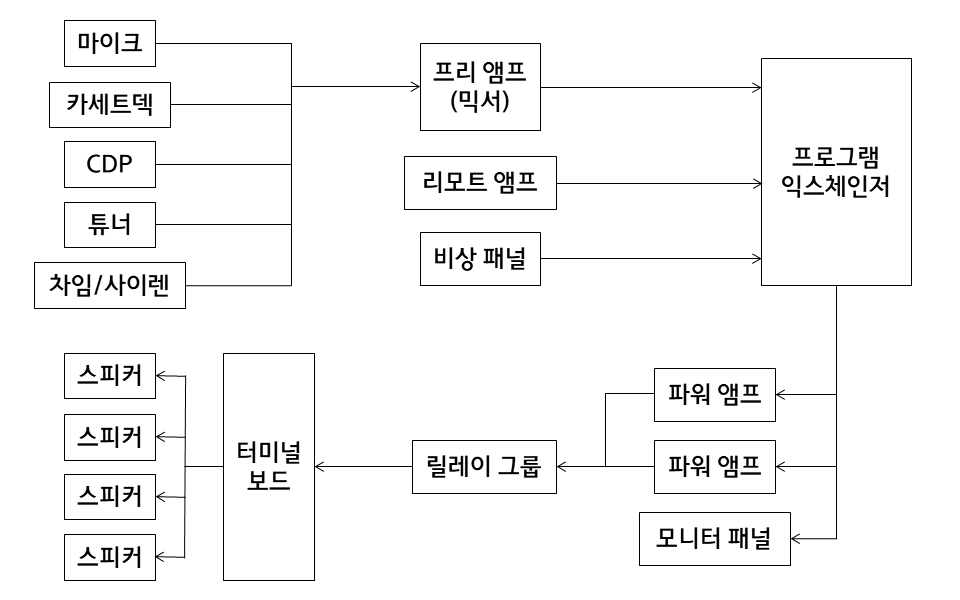 마이크
카세트덱
CDP
튜너
차임/사이렌
프리 앰프
(믹서)
리모트 앰프
비상 패널
프로그램
익스체인저
스피커
스피커
스피커
스피커
터미널
보드
릴레이 그룹
파워 앰프
파워 앰프
모니터 패널